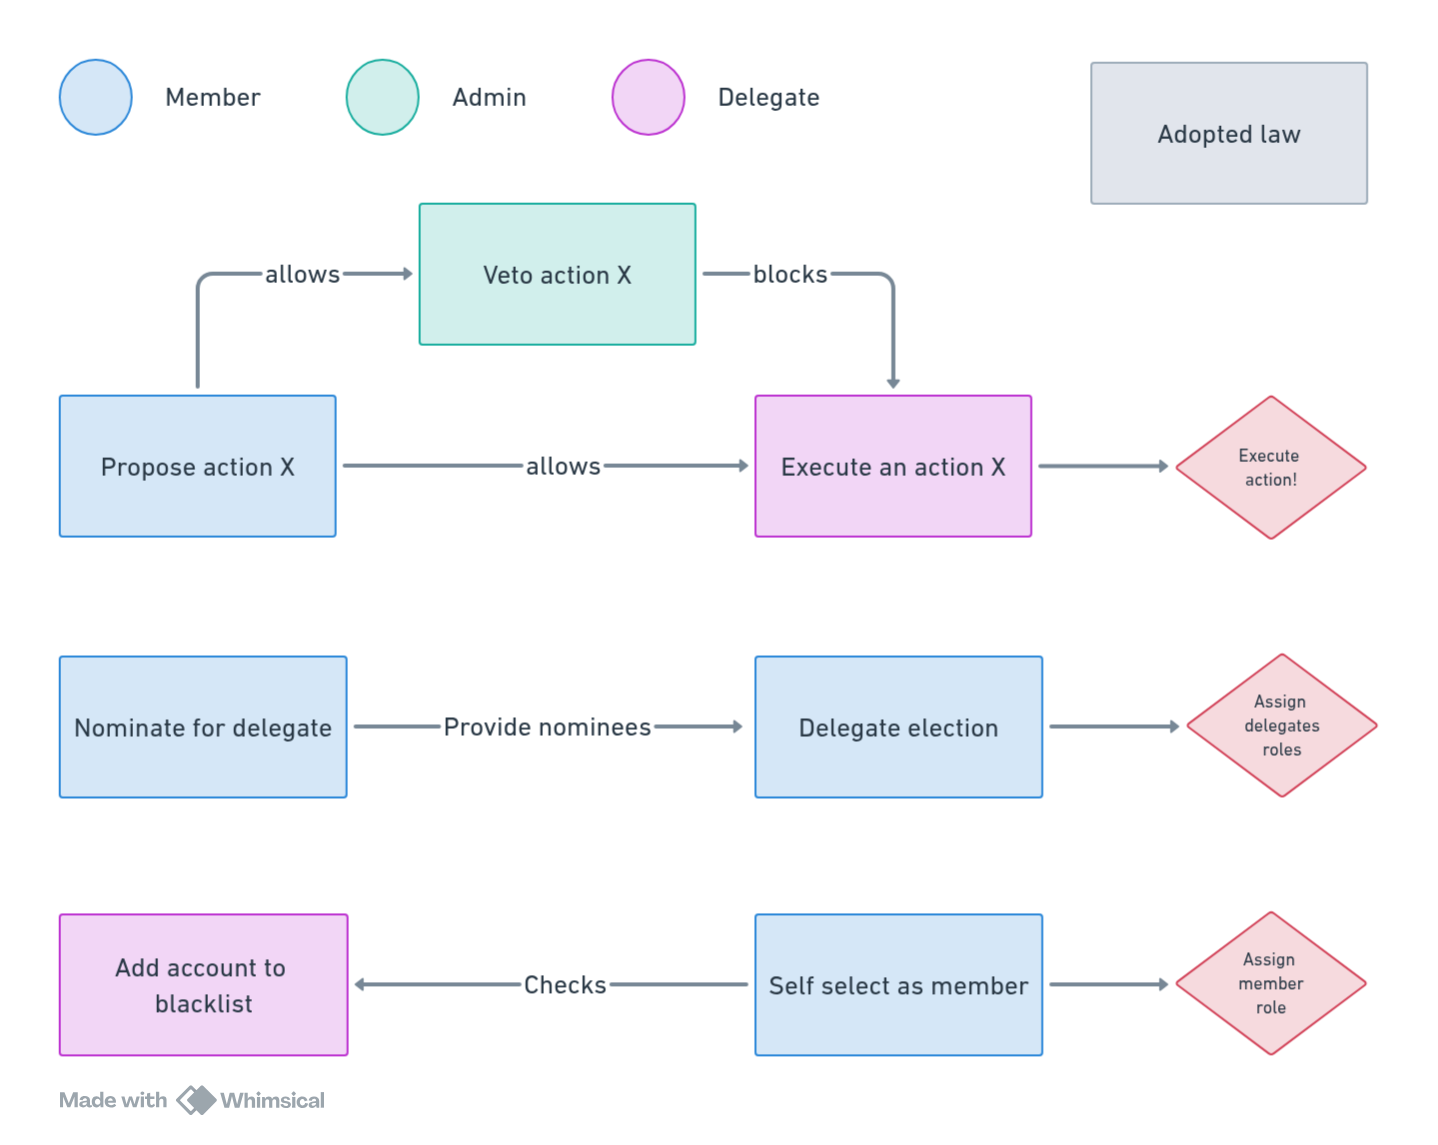 Member
Admin
Delegate
Adopted law
allows
Veto action X
blocks
Propose action X
allows
Execute an action X
Execute
action!
Nominate for delegate
Provide nominees
Delegate election
Assign
delegates
roles
Add account to
blacklist
Checks
Self select as member
Assign
member
role
Made with Whimsical